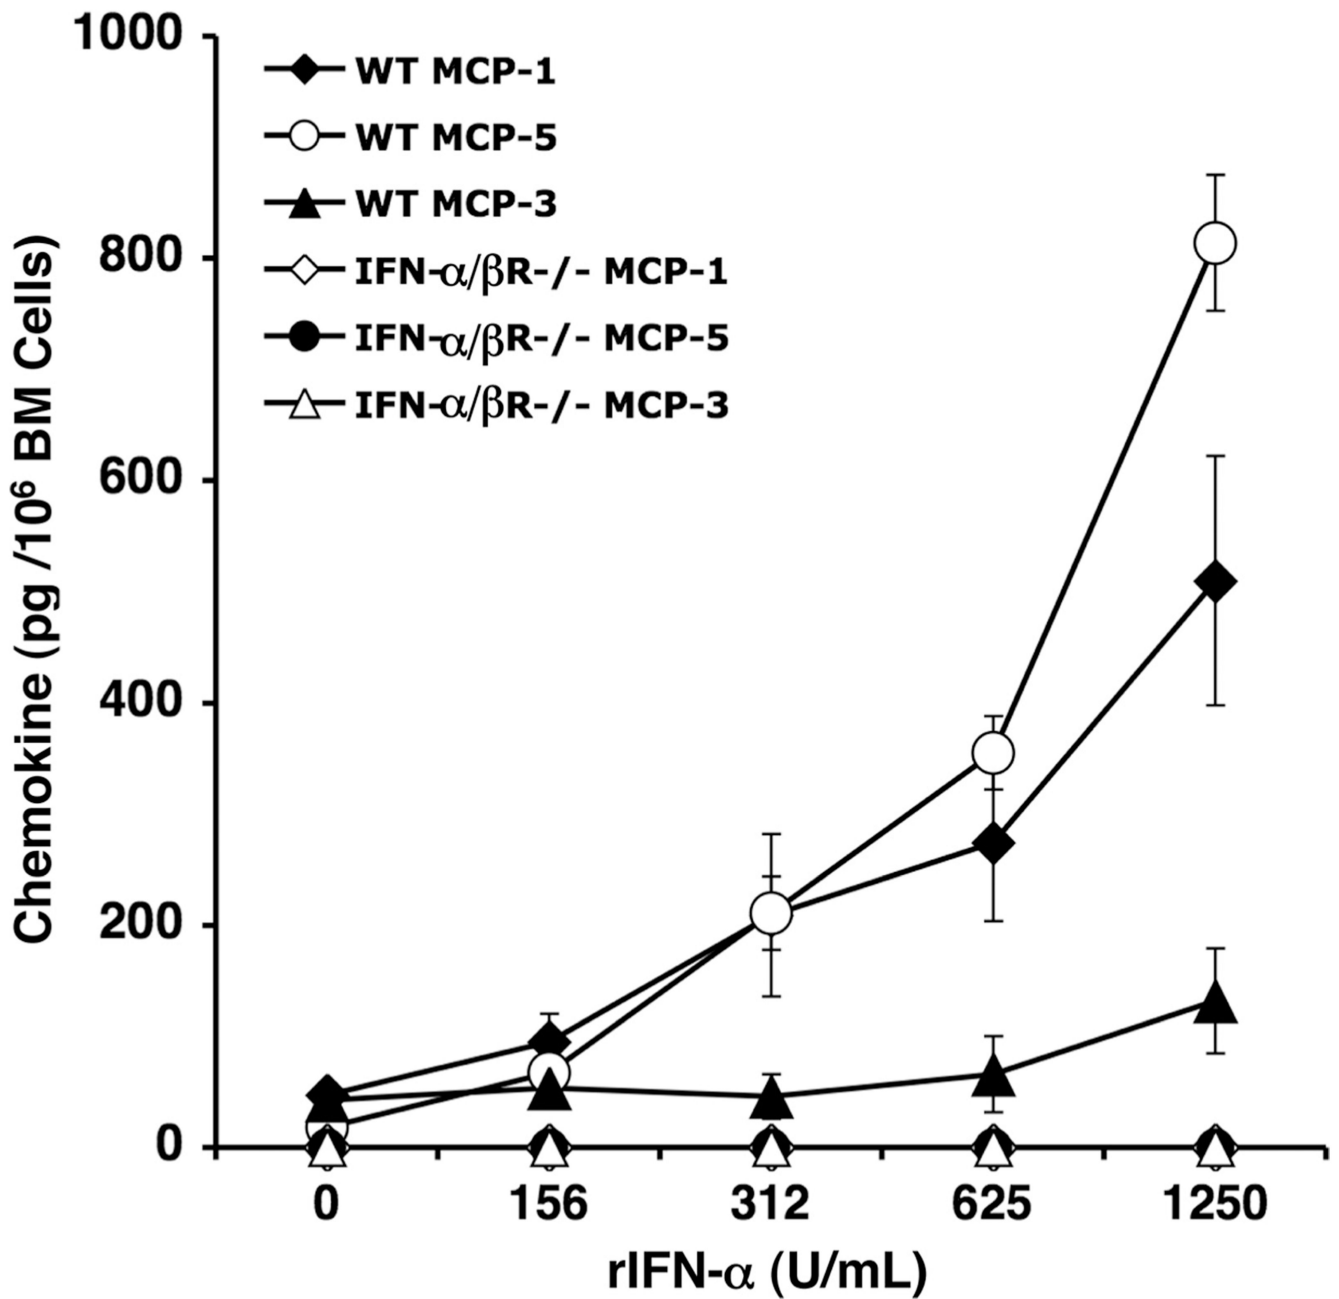 1000
800
600
400
200
0
Chemokine (pg /10⁶ BM Cells)
WT MCP-1
WT MCP-5
WT MCP-3
IFN-α/βR-/- MCP-1
IFN-α/βR-/- MCP-5
IFN-α/βR-/- MCP-3
0 156 312 625 1250
rIFN-α (U/mL)